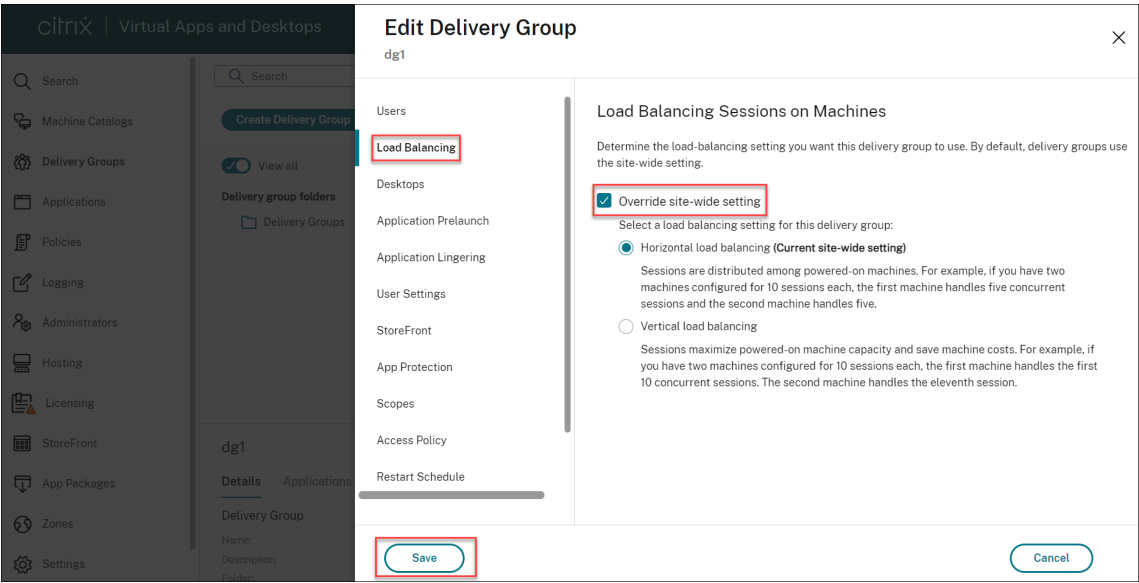 citrix | Virtual Apps and Desktops
Search
Machine Catalogs
Delivery Groups
Applications
Policies
Logging
Administrators
Hosting
Licensing
StoreFront
App Packages
Zones
Settings
Search
Create Delivery Group
View all
Delivery group folders
Delivery Groups
dg1
Details Applications
Delivery Group
Name:
Description:
Folder:
Edit Delivery Group
dg1
Users
Load Balancing
Desktops
Application Prelaunch
Application Lingering
User Settings
StoreFront
App Protection
Scopes
Access Policy
Restart Schedule
Load Balancing Sessions on Machines
Determine the load-balancing setting you want this delivery group to use. By default, delivery groups use
the site-wide setting.
Override site-wide setting
Select a load balancing setting for this delivery group:
Horizontal load balancing (Current site-wide setting)
Sessions are distributed among powered-on machines. For example, if you have two
machines configured for 10 sessions each, the first machine handles five concurrent
sessions and the second machine handles five.
Vertical load balancing
Sessions maximize powered-on machine capacity and save machine costs. For example, if
you have two machines configured for 10 sessions each, the first machine handles the first
10 concurrent sessions. The second machine handles the eleventh session.
Save
Cancel